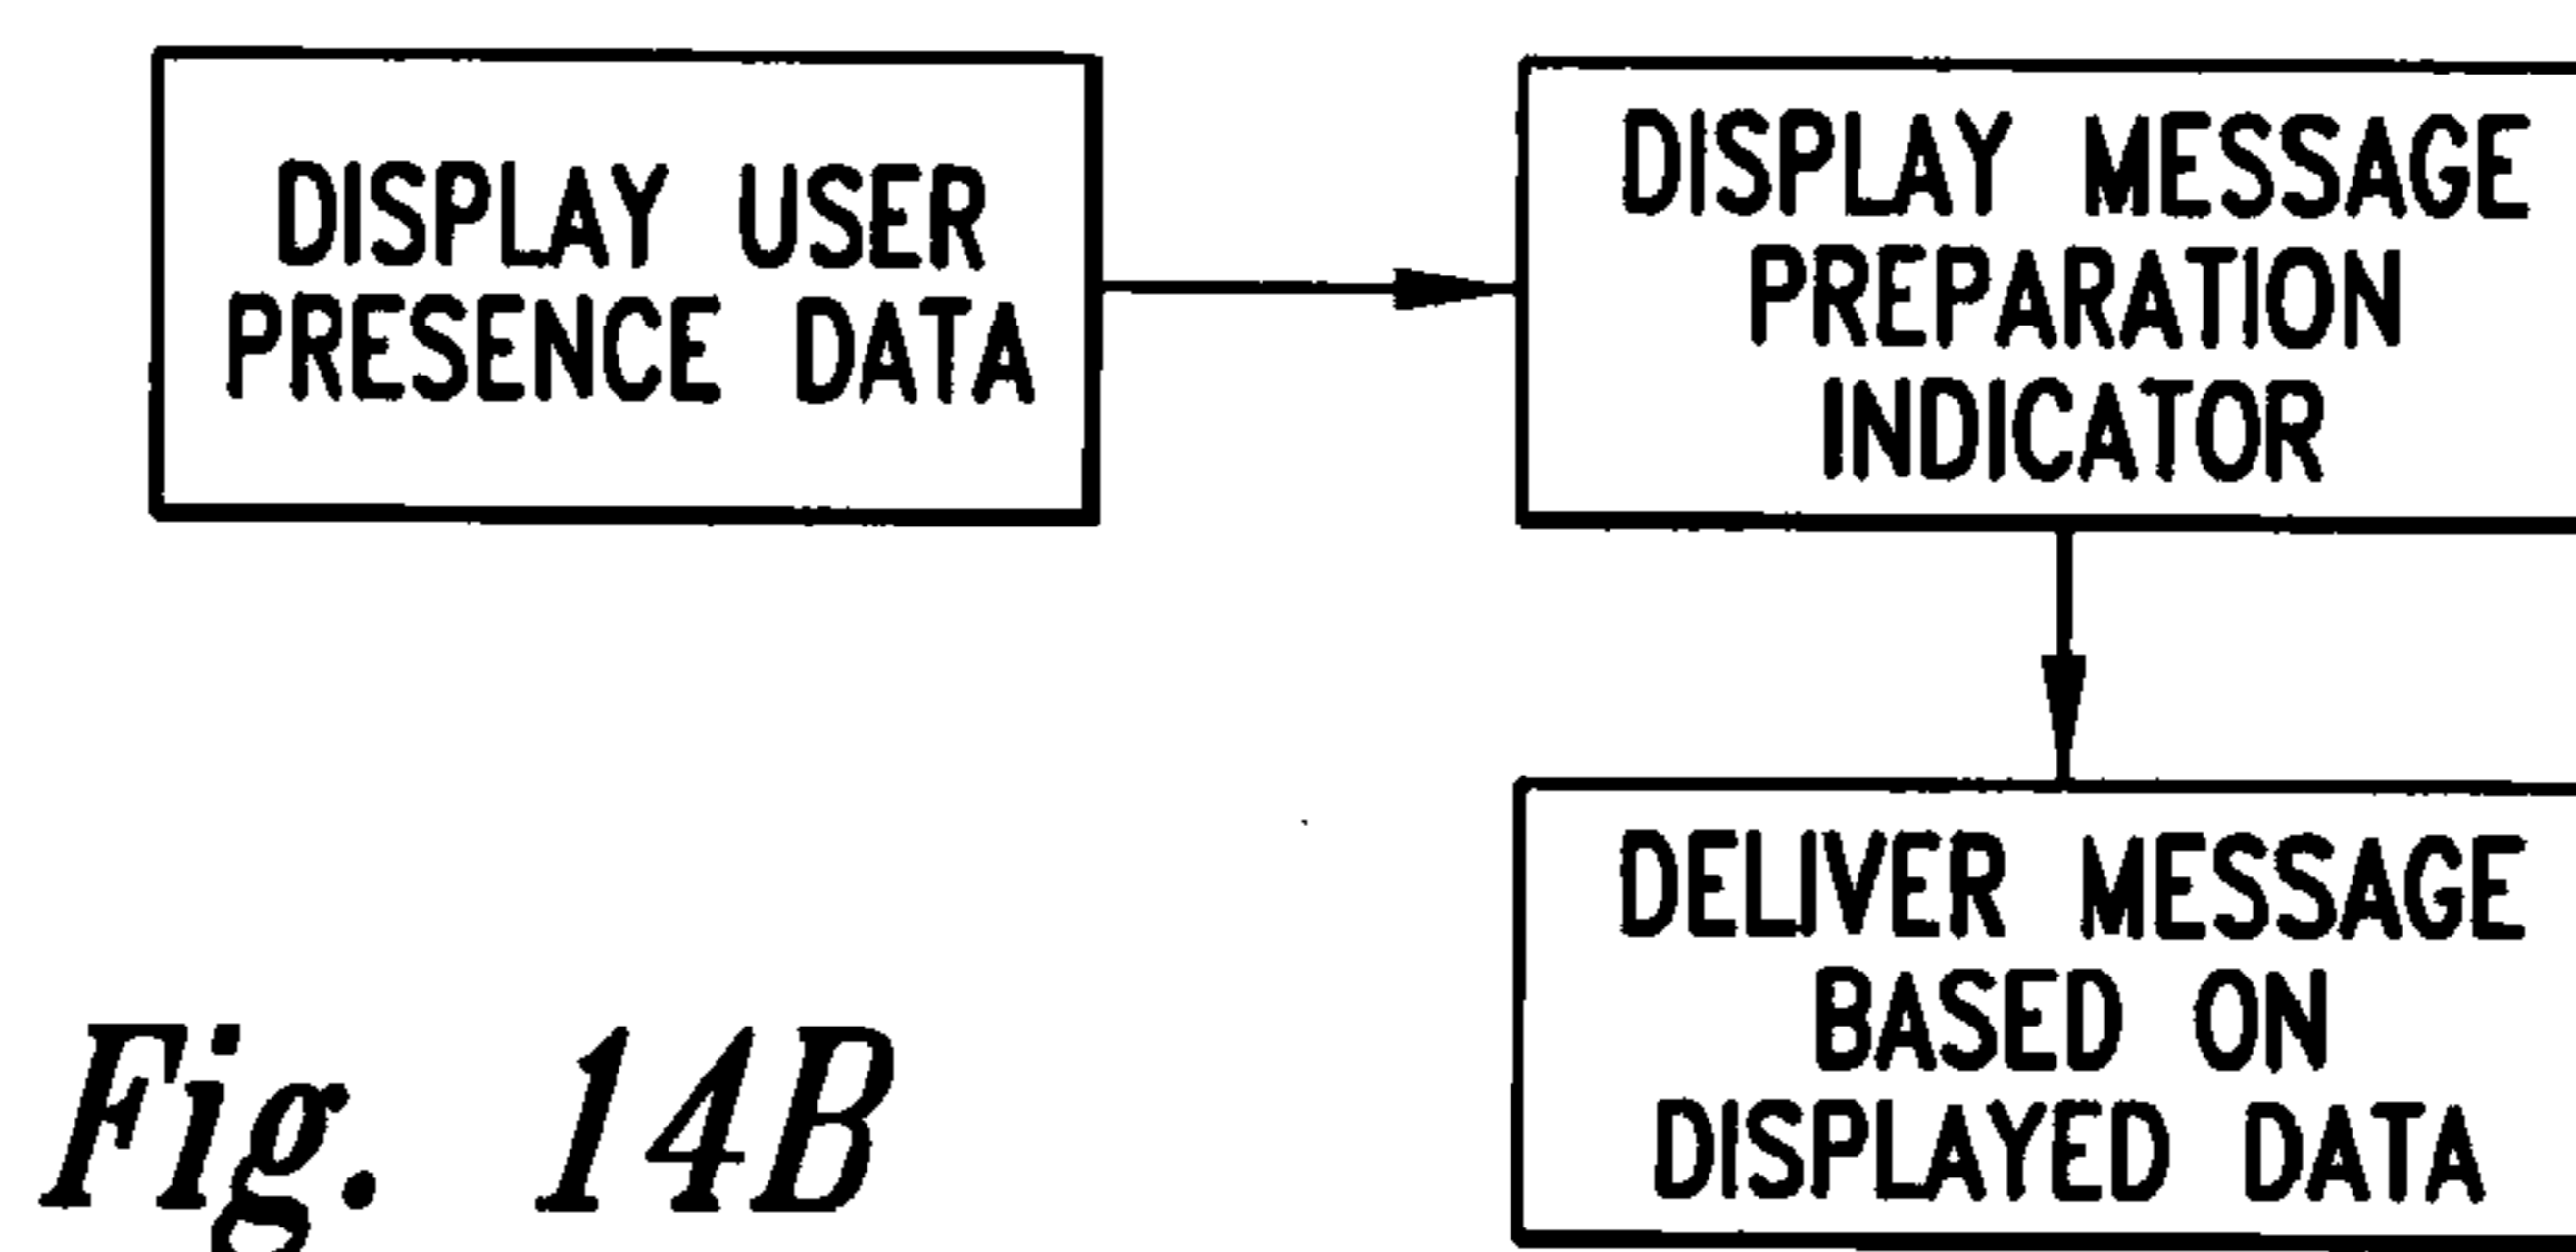 DISPLAY USER
PRESENCE DATA
DISPLAY MESSAGE
PREPARATION
INDICATOR
DELIVER MESSAGE
BASED ON
DISPLAYED DATA
Fig. 14B